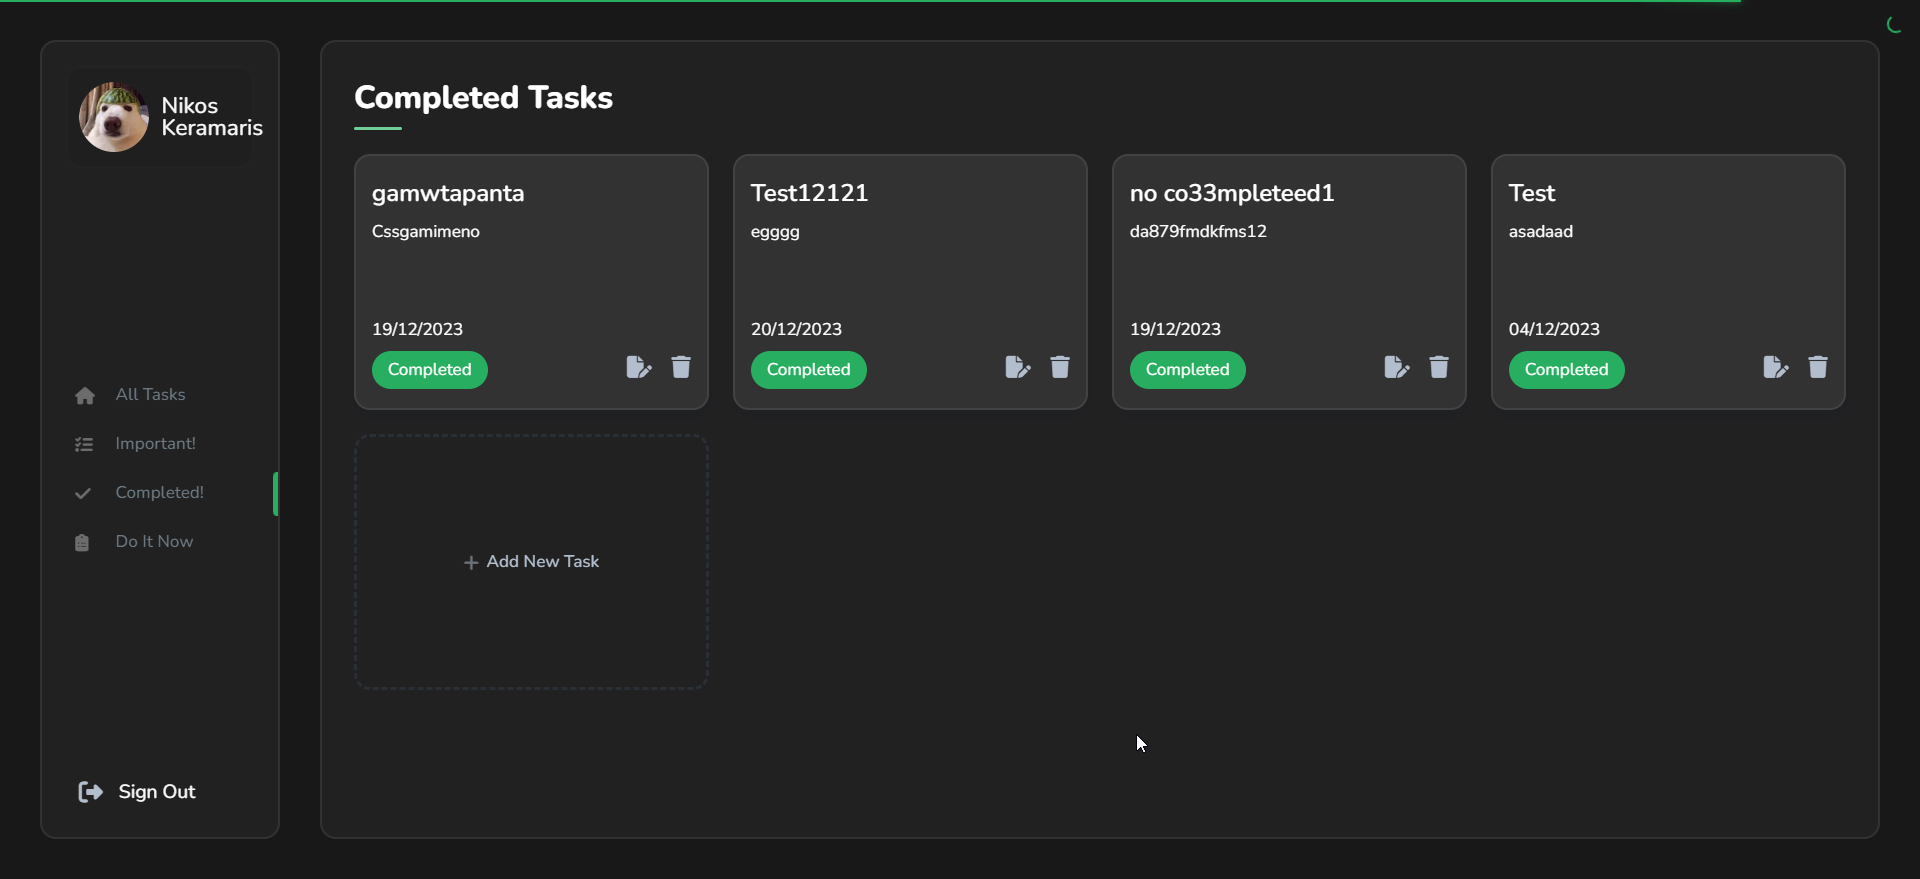 Nikos
Keramaris
All Tasks
Important!
Completed!
Do It Now
Sign Out
Completed Tasks
gamwtapanta
Cssgamimeno
19/12/2023
Completed
Test12121
egggg
20/12/2023
Completed
no co33mpleteed1
da879fmdkfms12
19/12/2023
Completed
Test
asadaad
04/12/2023
Completed
Add New Task